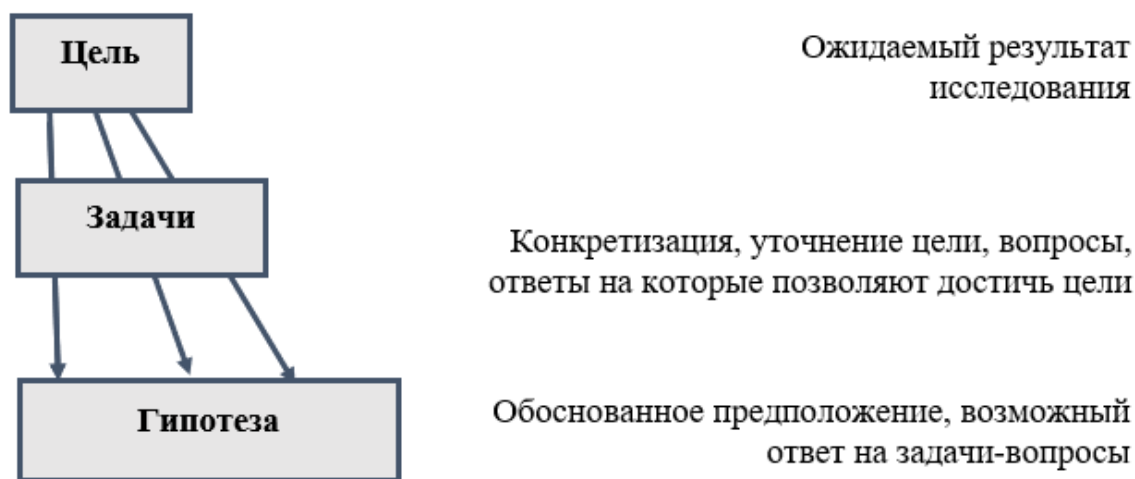 Цель
Ожидаемый результат
исследования
Задачи
Конкретизация, уточнение цели, вопросы,
ответы на которые позволяют достичь цели
Гипотеза
Обоснованное предположение, возможный
ответ на задачи-вопросы